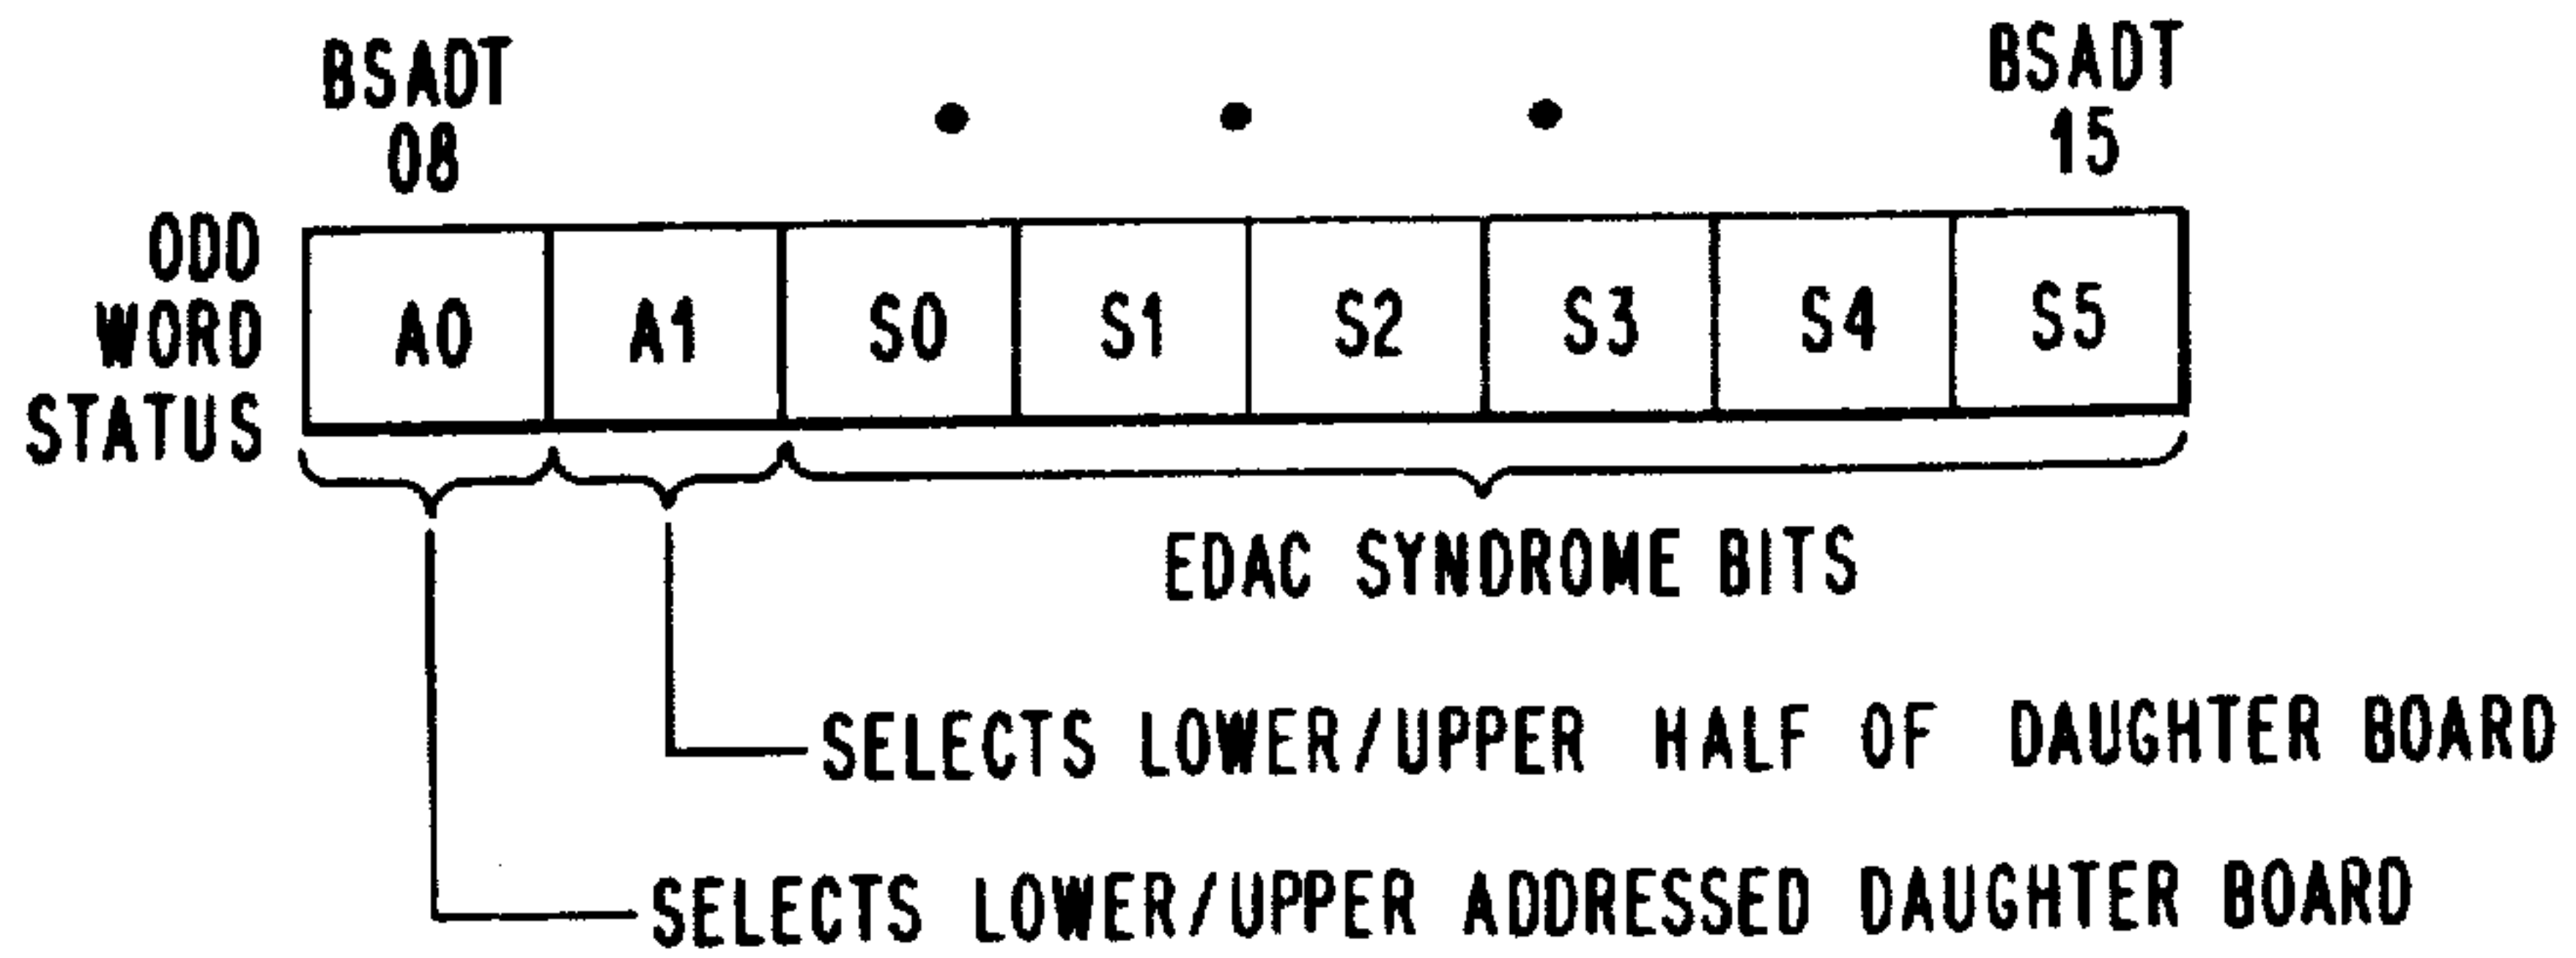 BSADT BSADT
08 15
ODD
WORD
STATUS
A0 A1 S0 S1 S2 S3 S4 S5
EDAC SYNDROME BITS
SELECTS LOWER/UPPER HALF OF DAUGHTER BOARD
SELECTS LOWER/UPPER ADDRESSED DAUGHTER BOARD